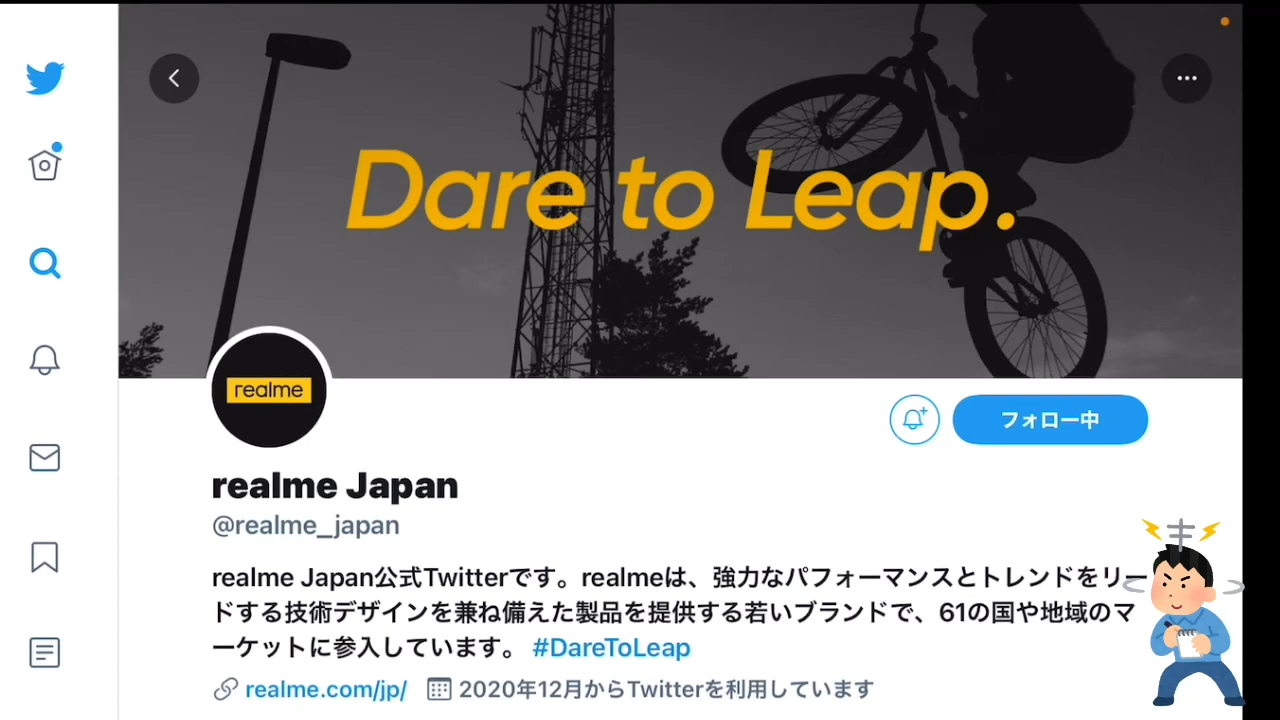 Dare to Leap.
realme
フォロー中
realme Japan
@realme_japan
realme Japan公式Twitterです。realmeは、強力なパフォーマンスとトレンドをリー
ドする技術デザインを兼ね備えた製品を提供する若いブランドで、61の国や地域のマ
ーケットに参入しています。 #DareToLeap
realme.com/jp/ 2020年12月からTwitterを利用しています